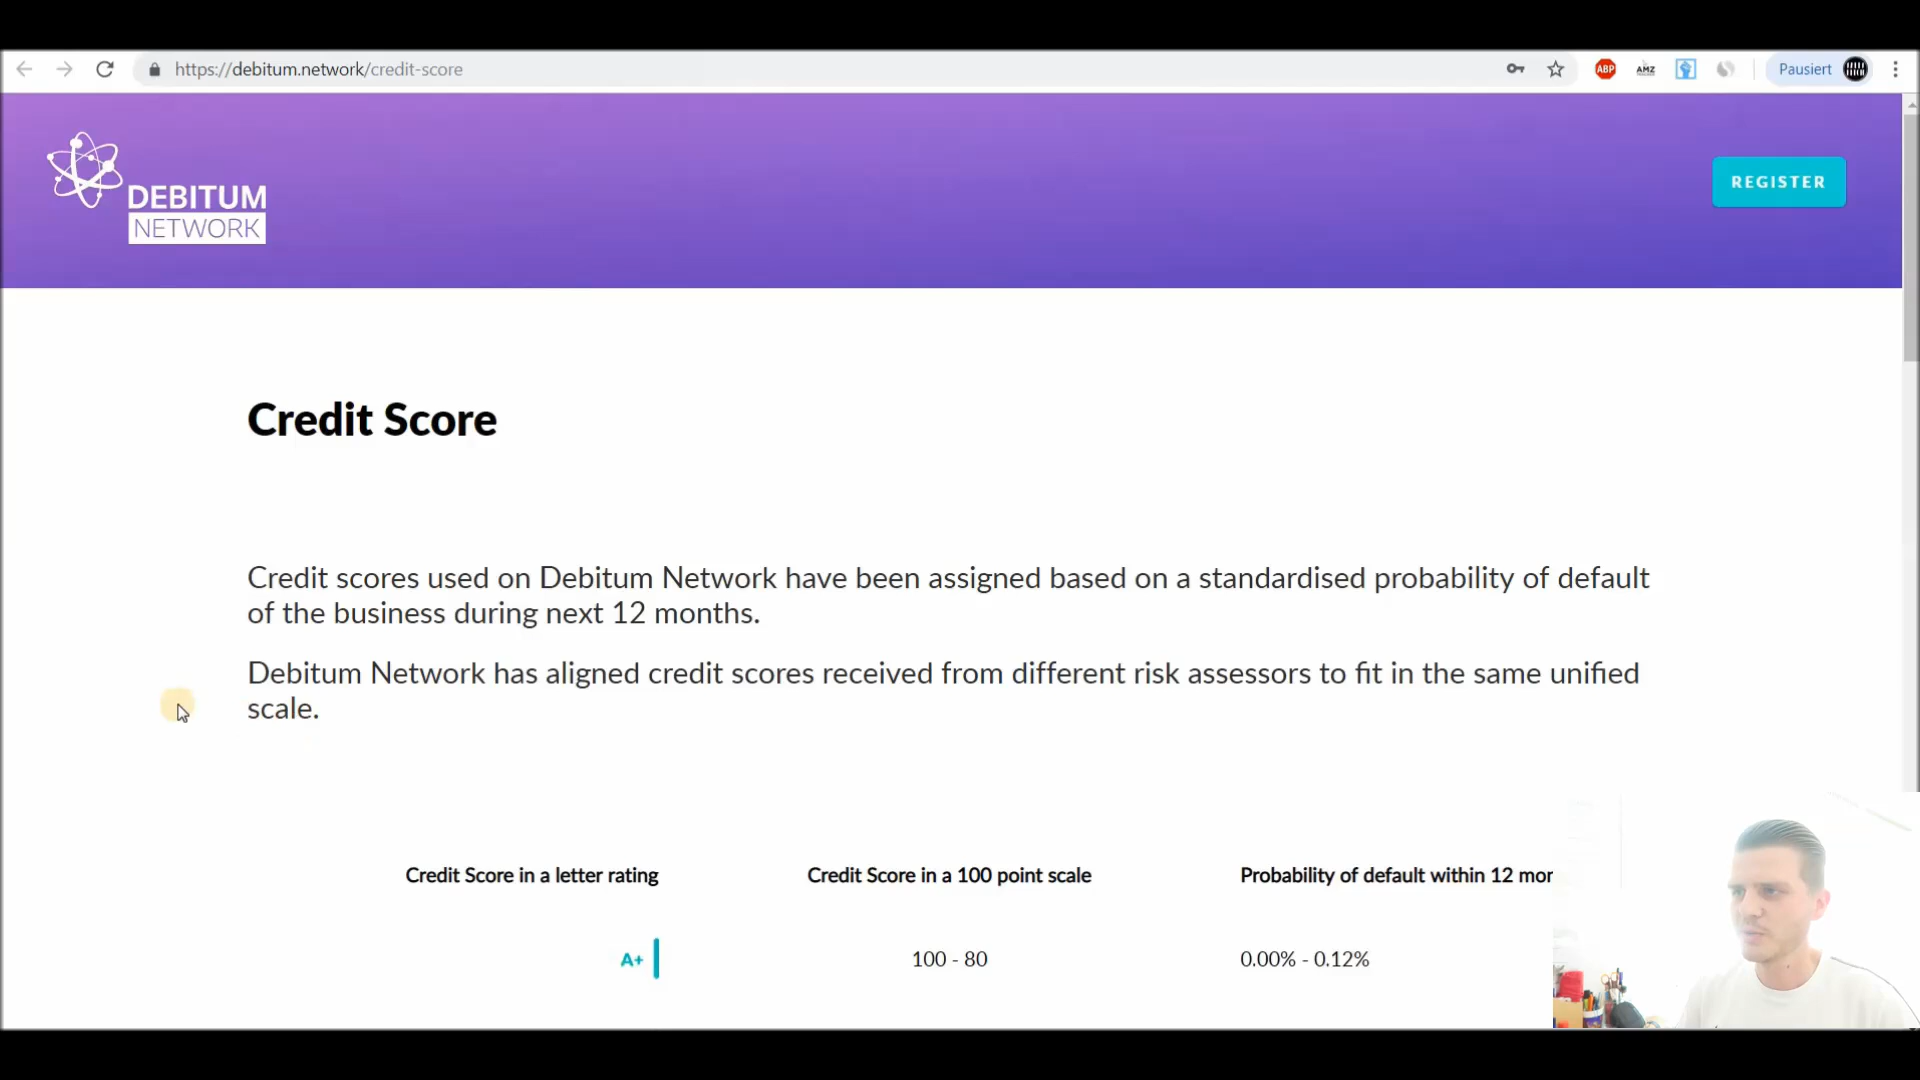 https://debitum.network/credit-score
ABP
AMZ
Pausiert
DEBITUM
NETWORK
REGISTER
Credit Score
Credit scores used on Debitum Network have been assigned based on a standardised probability of default
of the business during next 12 months.
Debitum Network has aligned credit scores received from different risk assessors to fit in the same unified
scale.
Credit Score in a letter rating
Credit Score in a 100 point scale
Probability of default within 12 mor
A+
100 - 80
0.00% - 0.12%